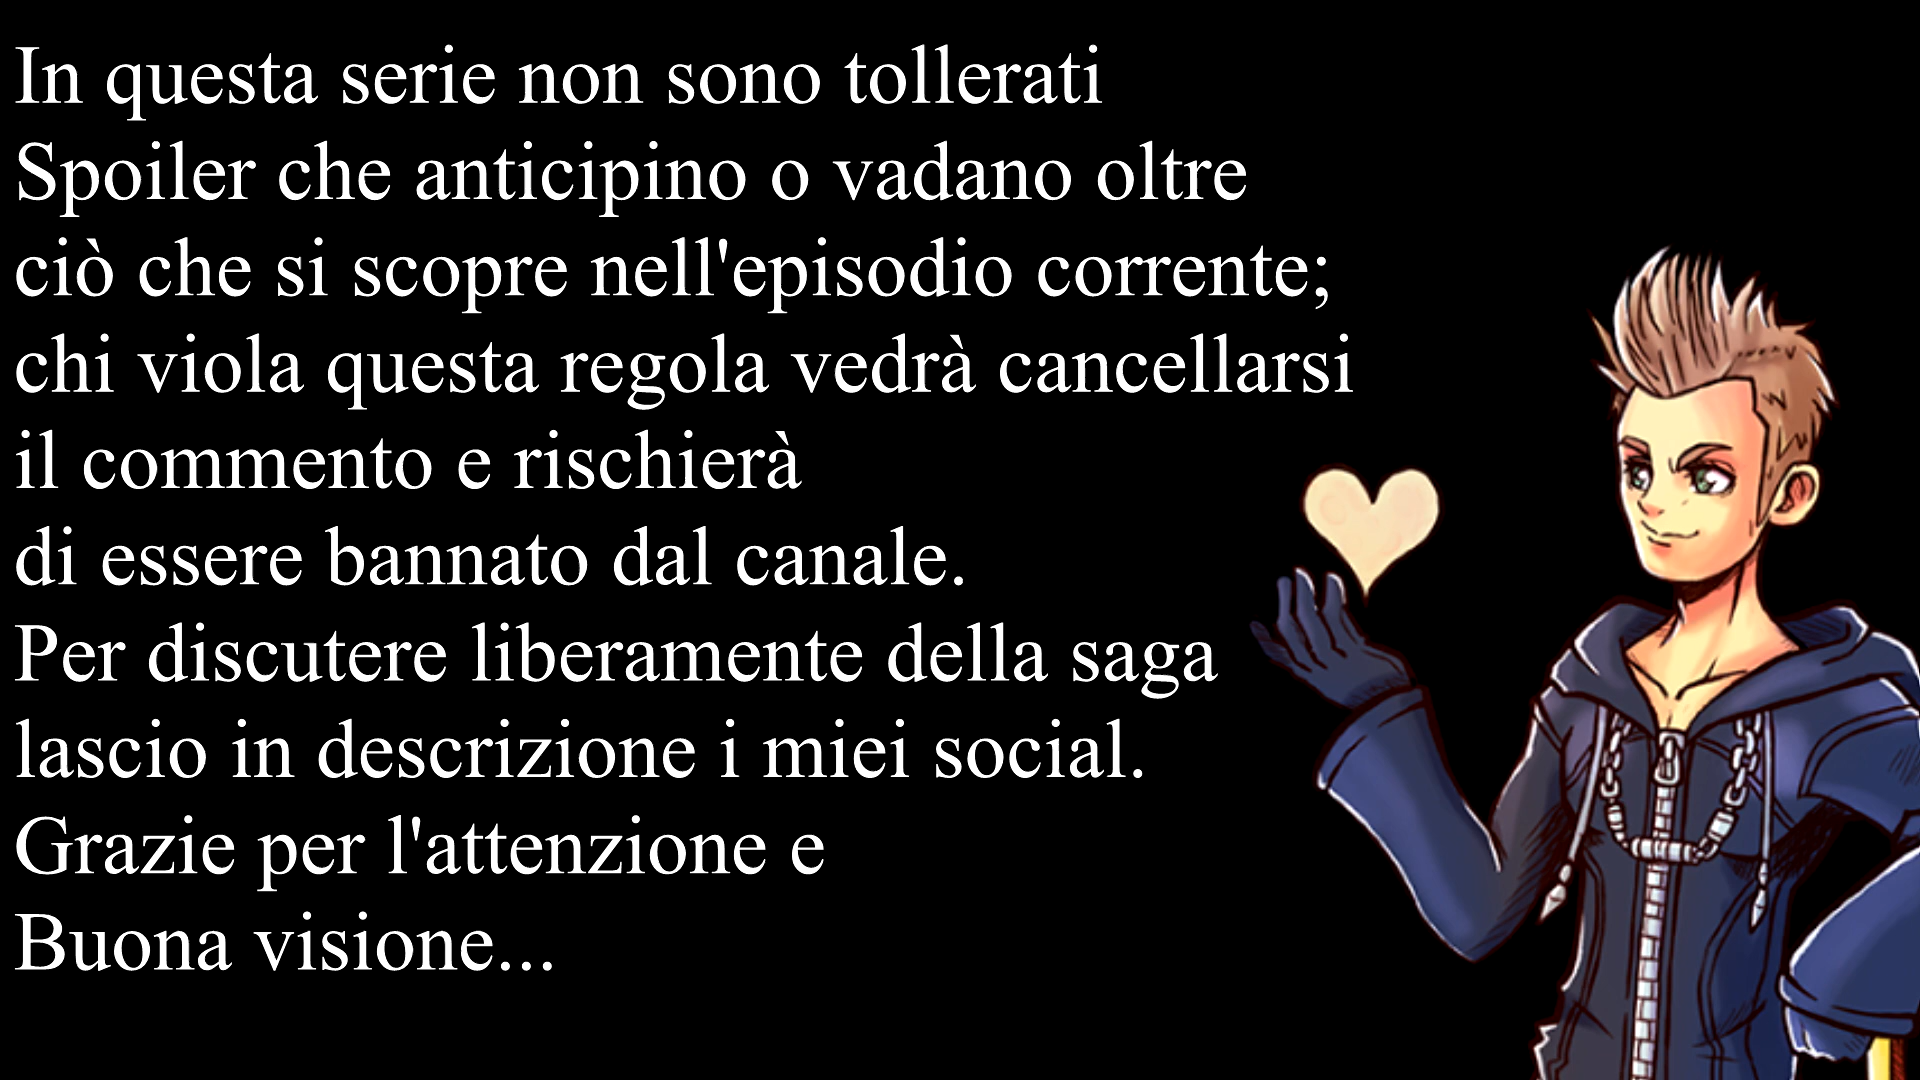 In questa serie non sono tollerati
Spoiler che anticipino o vadano oltre
ciò che si scopre nell'episodio corrente;
chi viola questa regola vedrà cancellarsi
il commento e rischierà
di essere bannato dal canale.
Per discutere liberamente della saga
lascio in descrizione i miei social.
Grazie per l'attenzione e
Buona visione...